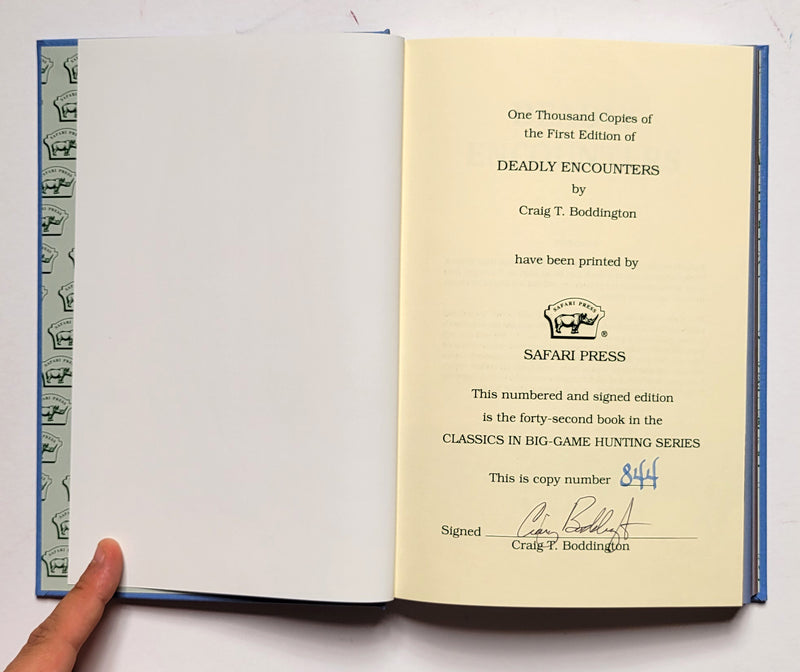 One Thousand Copies of
the First Edition of
DEADLY ENCOUNTERS
by
Craig T. Boddington
have been printed by
SAFARI PRESS
®
SAFARI PRESS
This numbered and signed edition
is the forty-second book in the
CLASSICS IN BIG-GAME HUNTING SERIES
This is copy number 844
Signed Craig Boddington
Craig T. Boddington